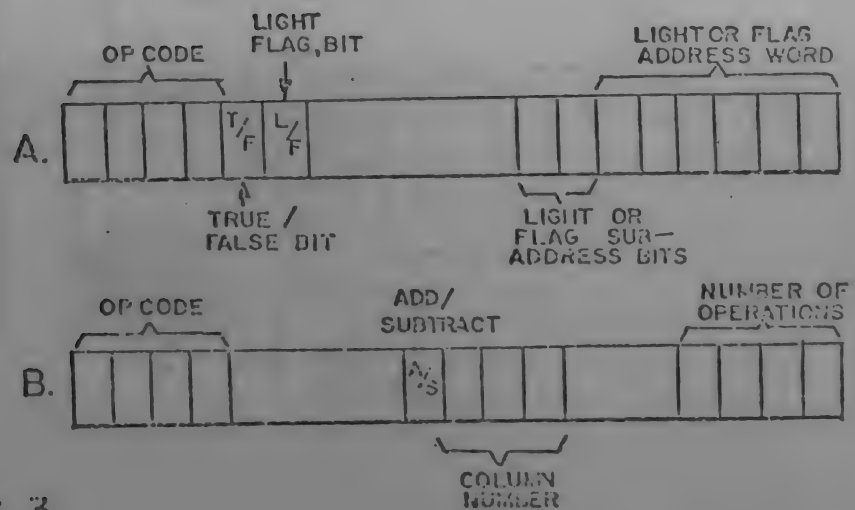 LIGHT
FLAG, BIT
OP CODE
LIGHT OR FLAG
ADDRESS WORD
A.
T/F
L/F
TRUE /
FALSE BIT
LIGHT OR
FLAG SUB-
ADDRESS BITS
OP CODE
ADD/
SUBTRACT
NUMBER OF
OPERATIONS
B.
A/S
COLUMN
NUMBER